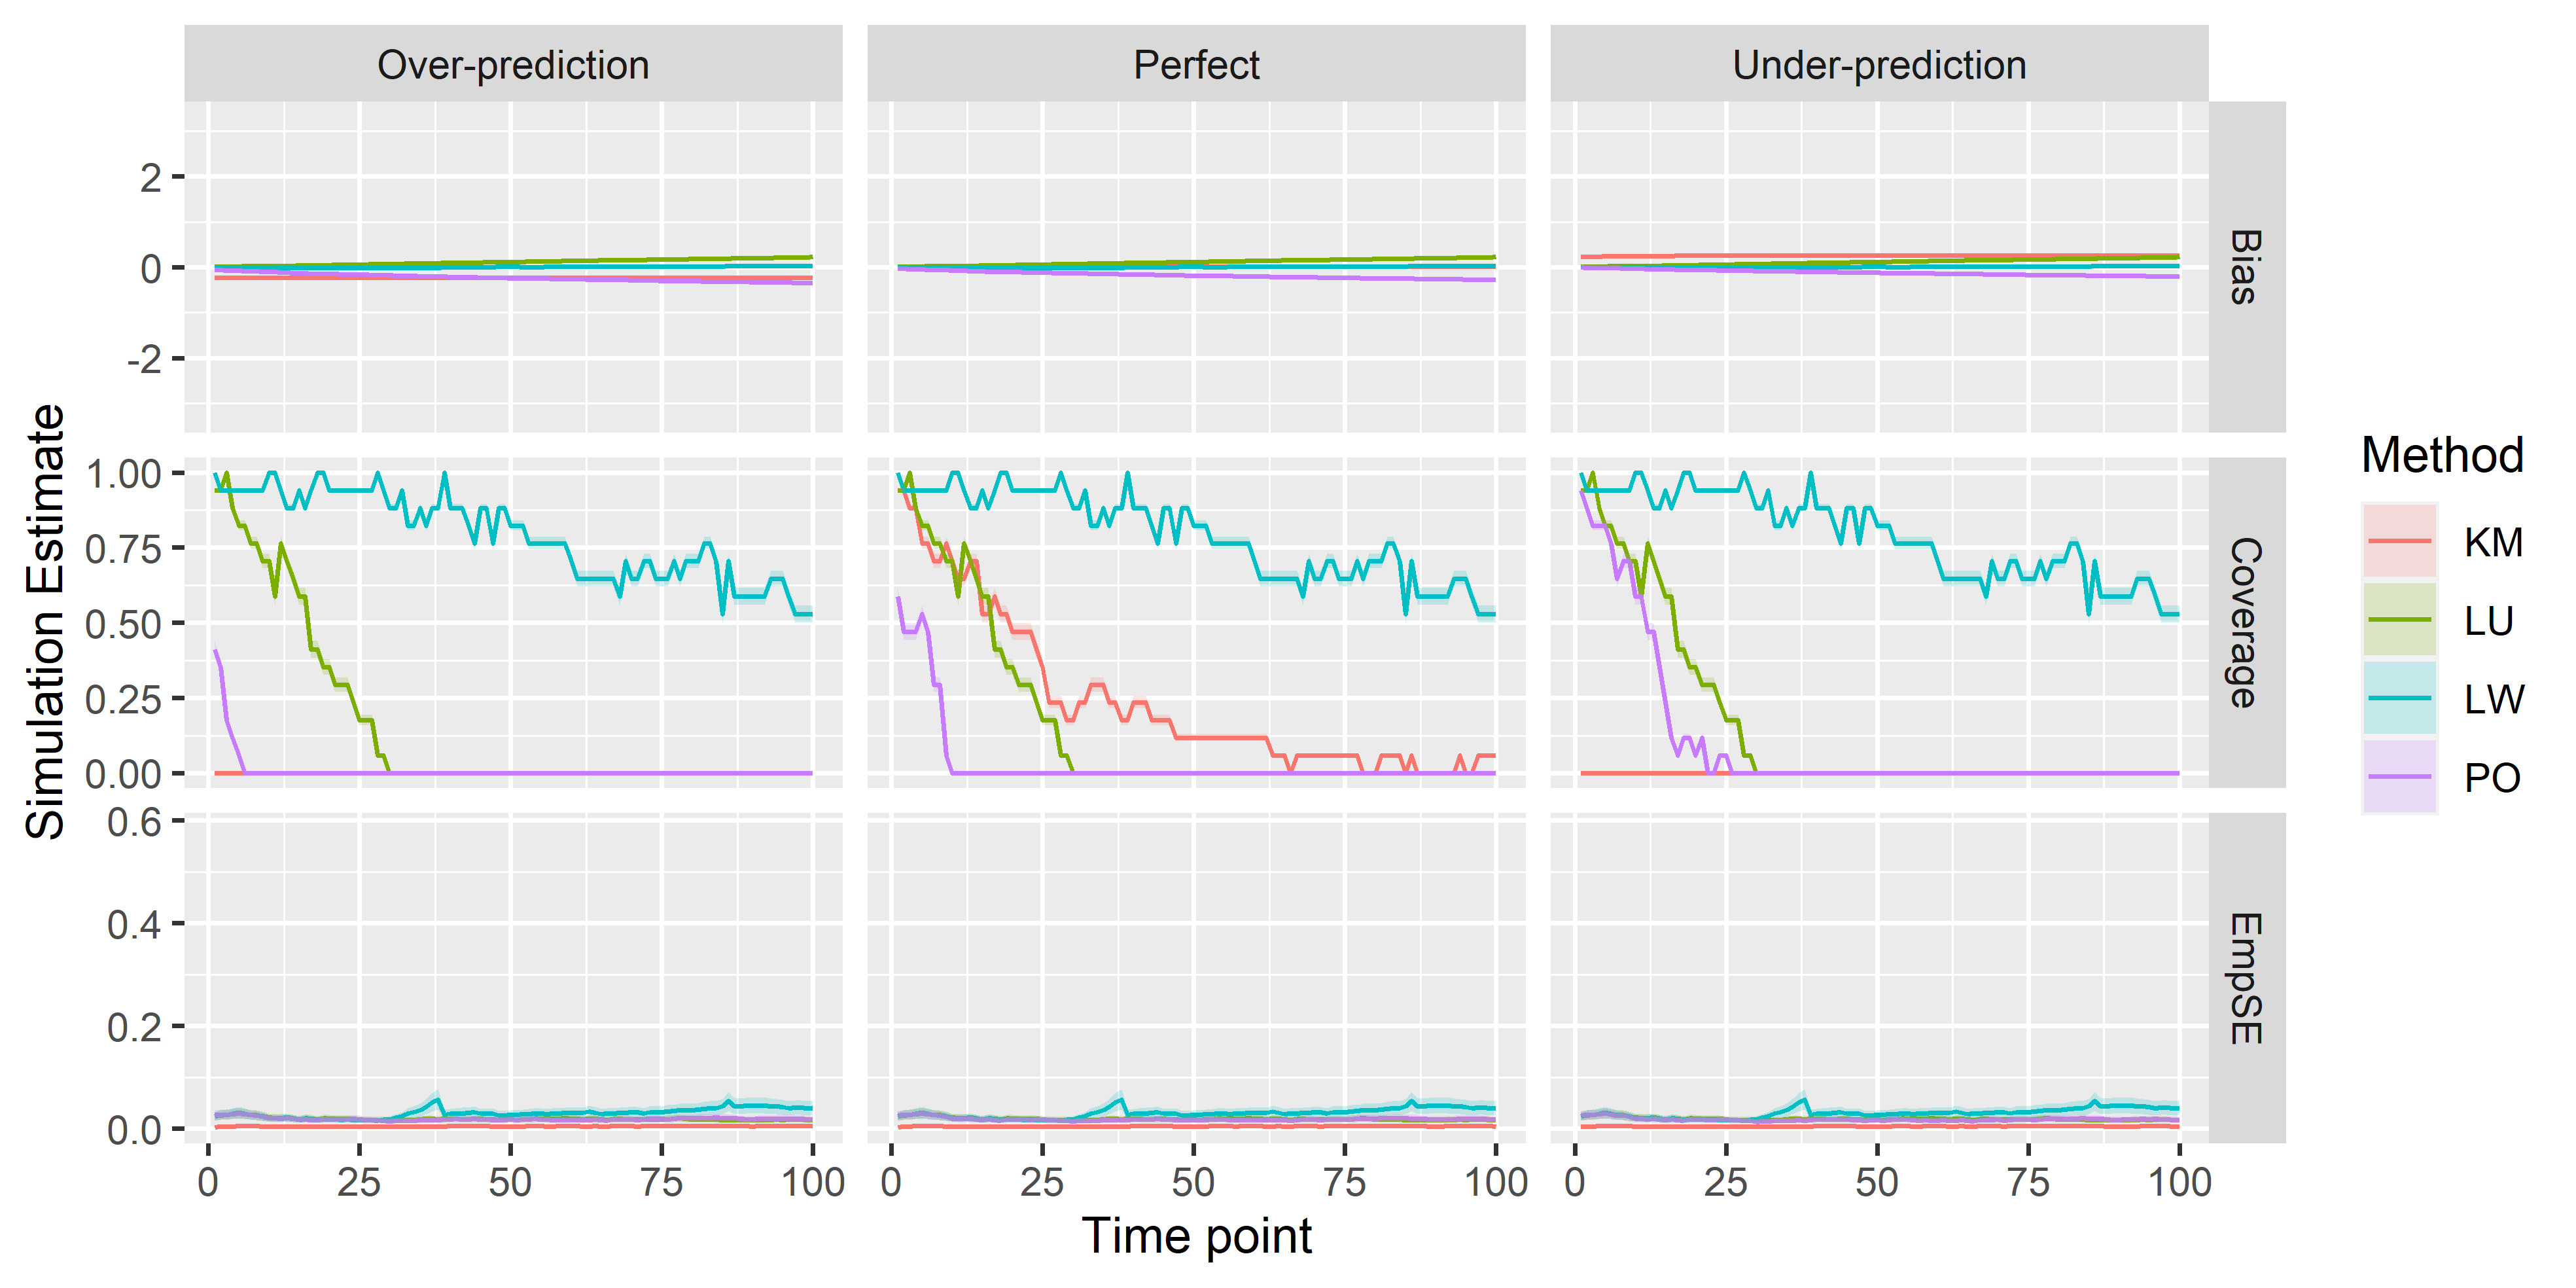 Over-prediction
Perfect
Under-prediction
2
0
-2
Bias
1.00
0.75
0.50
0.25
0.00
Coverage
0.6
0.4
0.2
0.0
EmpSE
0 25 50 75 100
0 25 50 75 100
0 25 50 75 100
Time point
Simulation Estimate
Method
KM
LU
LW
PO